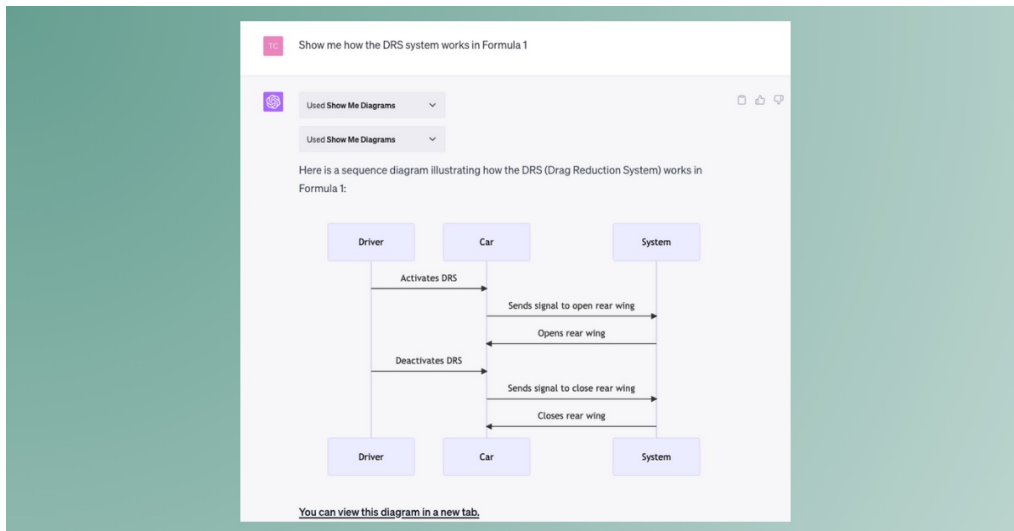 TC
Show me how the DRS system works in Formula 1
Used Show Me Diagrams
Used Show Me Diagrams
Here is a sequence diagram illustrating how the DRS (Drag Reduction System) works in
Formula 1:
Driver Car System
Activates DRS
Sends signal to open rear wing
Opens rear wing
Deactivates DRS
Sends signal to close rear wing
Closes rear wing
Driver Car System
You can view this diagram in a new tab.